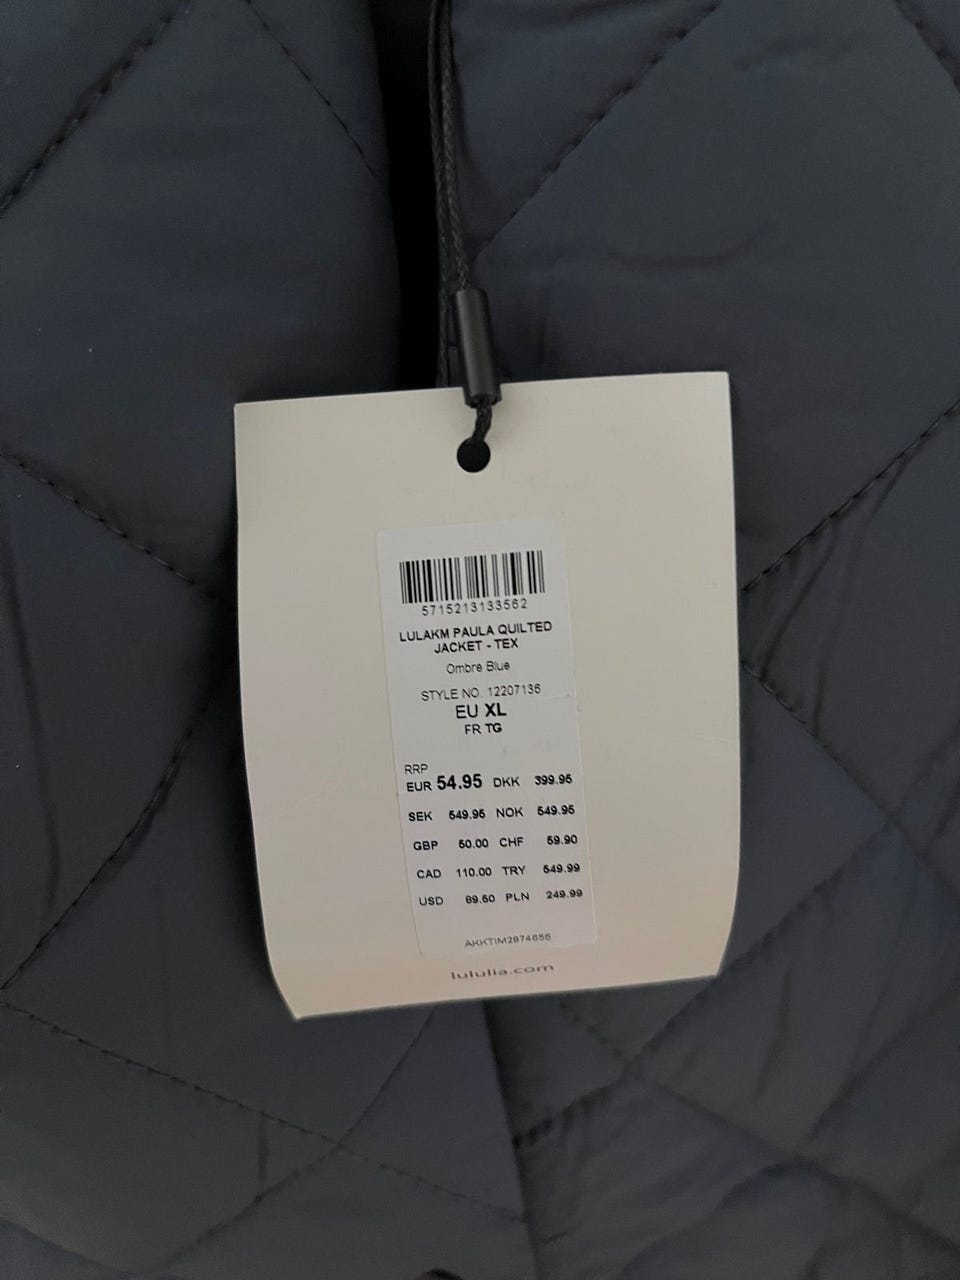 5715213133562
LULAKM PAULA QUILTED
JACKET - TEX
Ombre Blue
STYLE NO. 12207136
EU XL
FR TG
RRP
EUR 54.95 DKK 399.95
SEK 549.95 NOK 549.95
GBP 50.00 CHF 59.90
CAD 110.00 TRY 549.99
USD 69.50 PLN 249.99
AKKTIM2874656
lululia.com